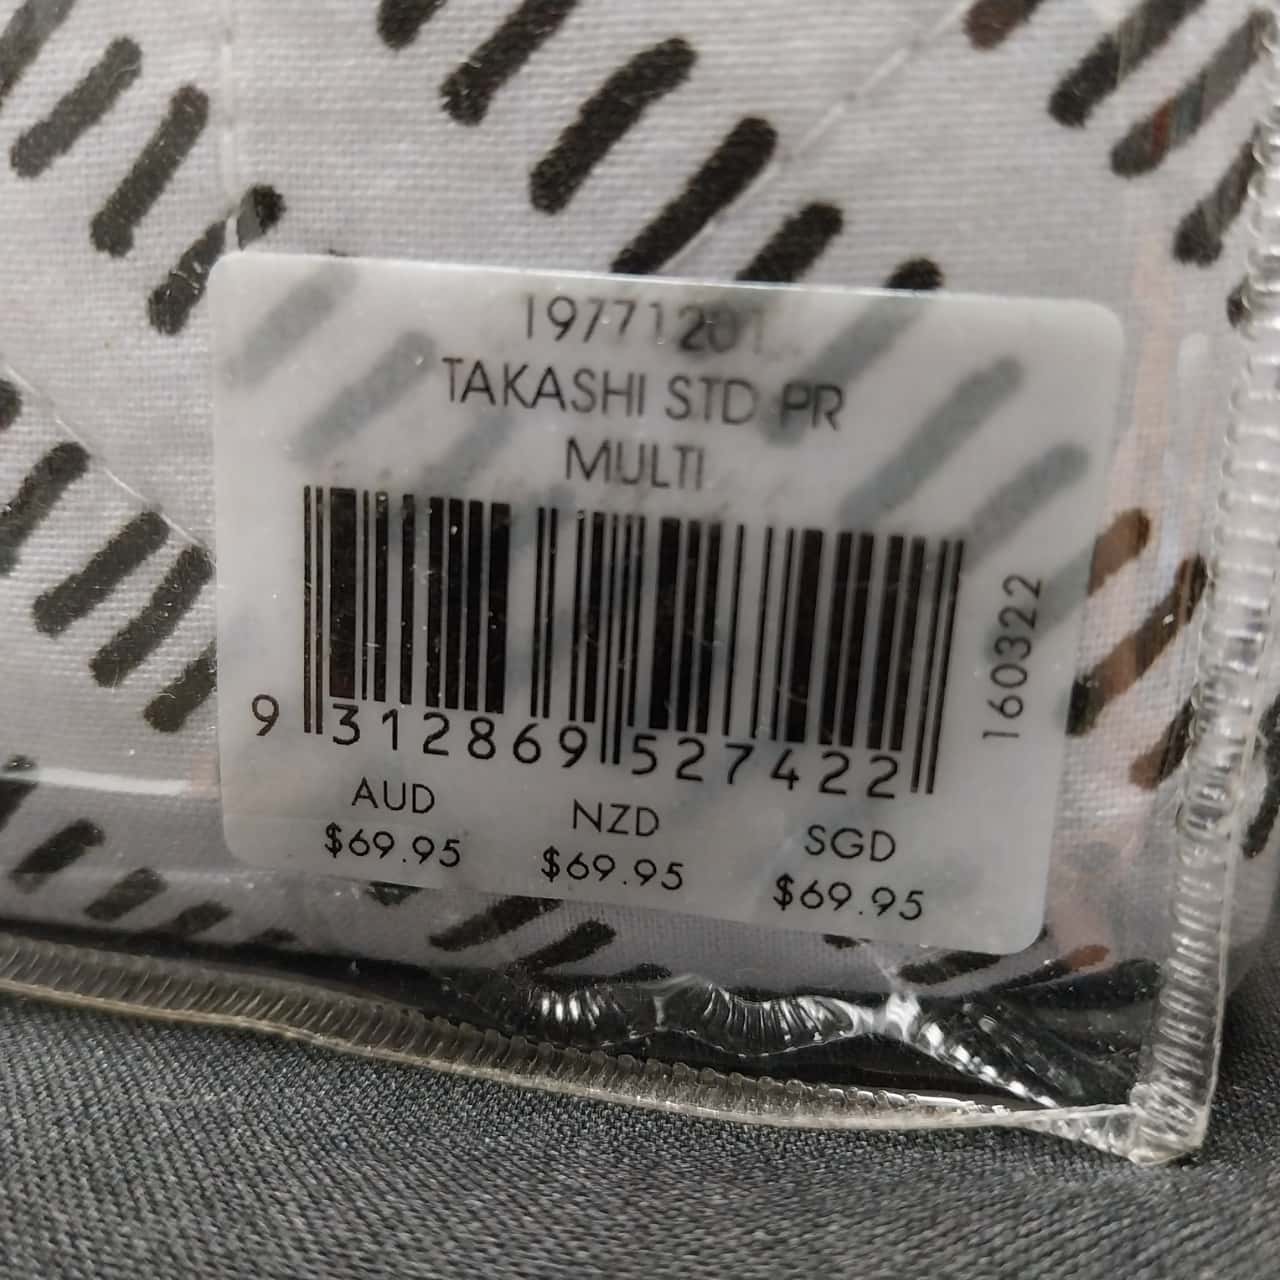 19771201
TAKASHI STD PR
MULTI
160322
9 312869 527422
AUD NZD SGD
$69.95 $69.95 $69.95